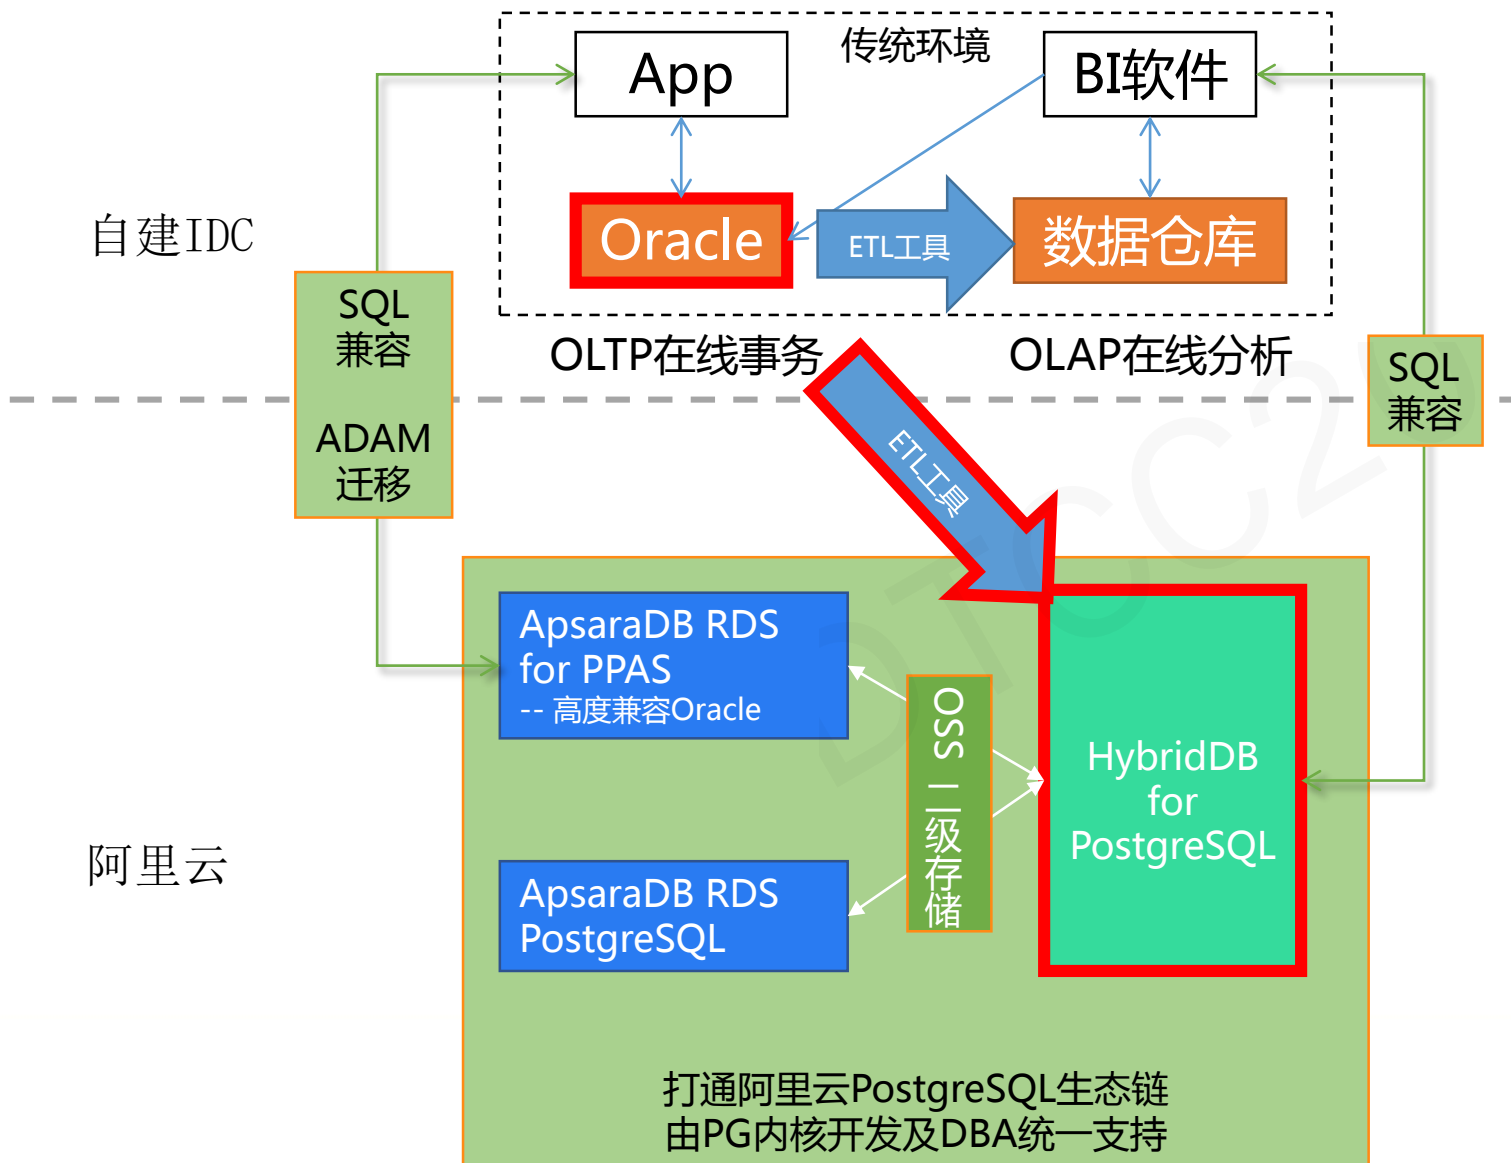 传统环境
App
BI软件
自建IDC
Oracle
ETL工具
数据仓库
SQL
兼容
ADAM
迁移
OLTP在线事务
OLAP在线分析
SQL
兼容
ETL工具
ApsaraDB RDS
for PPAS
-- 高度兼容Oracle
OSS 二级存储
HybridDB
for
PostgreSQL
阿里云
ApsaraDB RDS
PostgreSQL
打通阿里云PostgreSQL生态链
由PG内核开发及DBA统一支持
DTCC20